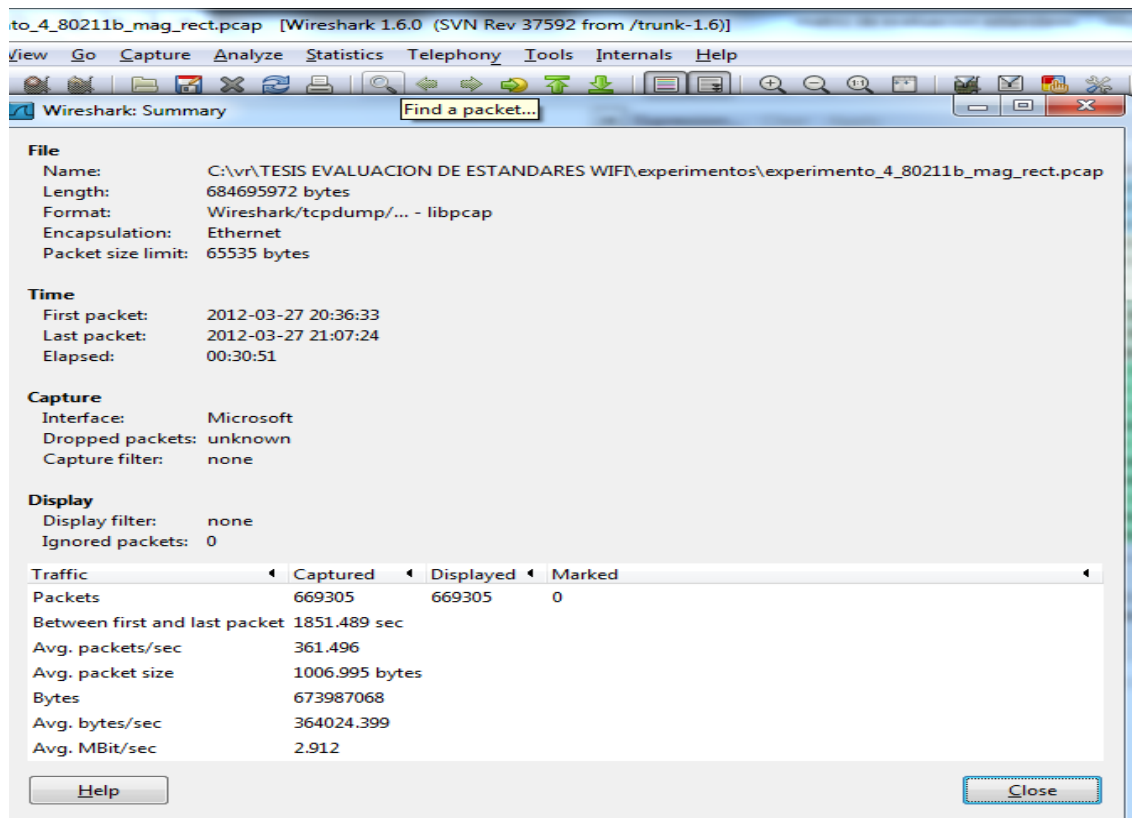 to_4_80211b_mag_rect.pcap [Wireshark 1.6.0 (SVN Rev 37592 from /trunk-1.6)]
View Go Capture Analyze Statistics Telephony Tools Internals Help
Find a packet...
Wireshark: Summary
File
Name: C:\vr\TESIS EVALUACION DE ESTANDARES WIFI\experimentos\experimento_4_80211b_mag_rect.pcap
Length: 684695972 bytes
Format: Wireshark/tcpdump/... - libpcap
Encapsulation: Ethernet
Packet size limit: 65535 bytes
Time
First packet: 2012-03-27 20:36:33
Last packet: 2012-03-27 21:07:24
Elapsed: 00:30:51
Capture
Interface: Microsoft
Dropped packets: unknown
Capture filter: none
Display
Display filter: none
Ignored packets: 0
Traffic Captured Displayed Marked
Packets 669305 669305 0
Between first and last packet 1851.489 sec
Avg. packets/sec 361.496
Avg. packet size 1006.995 bytes
Bytes 673987068
Avg. bytes/sec 364024.399
Avg. MBit/sec 2.912
Help Close